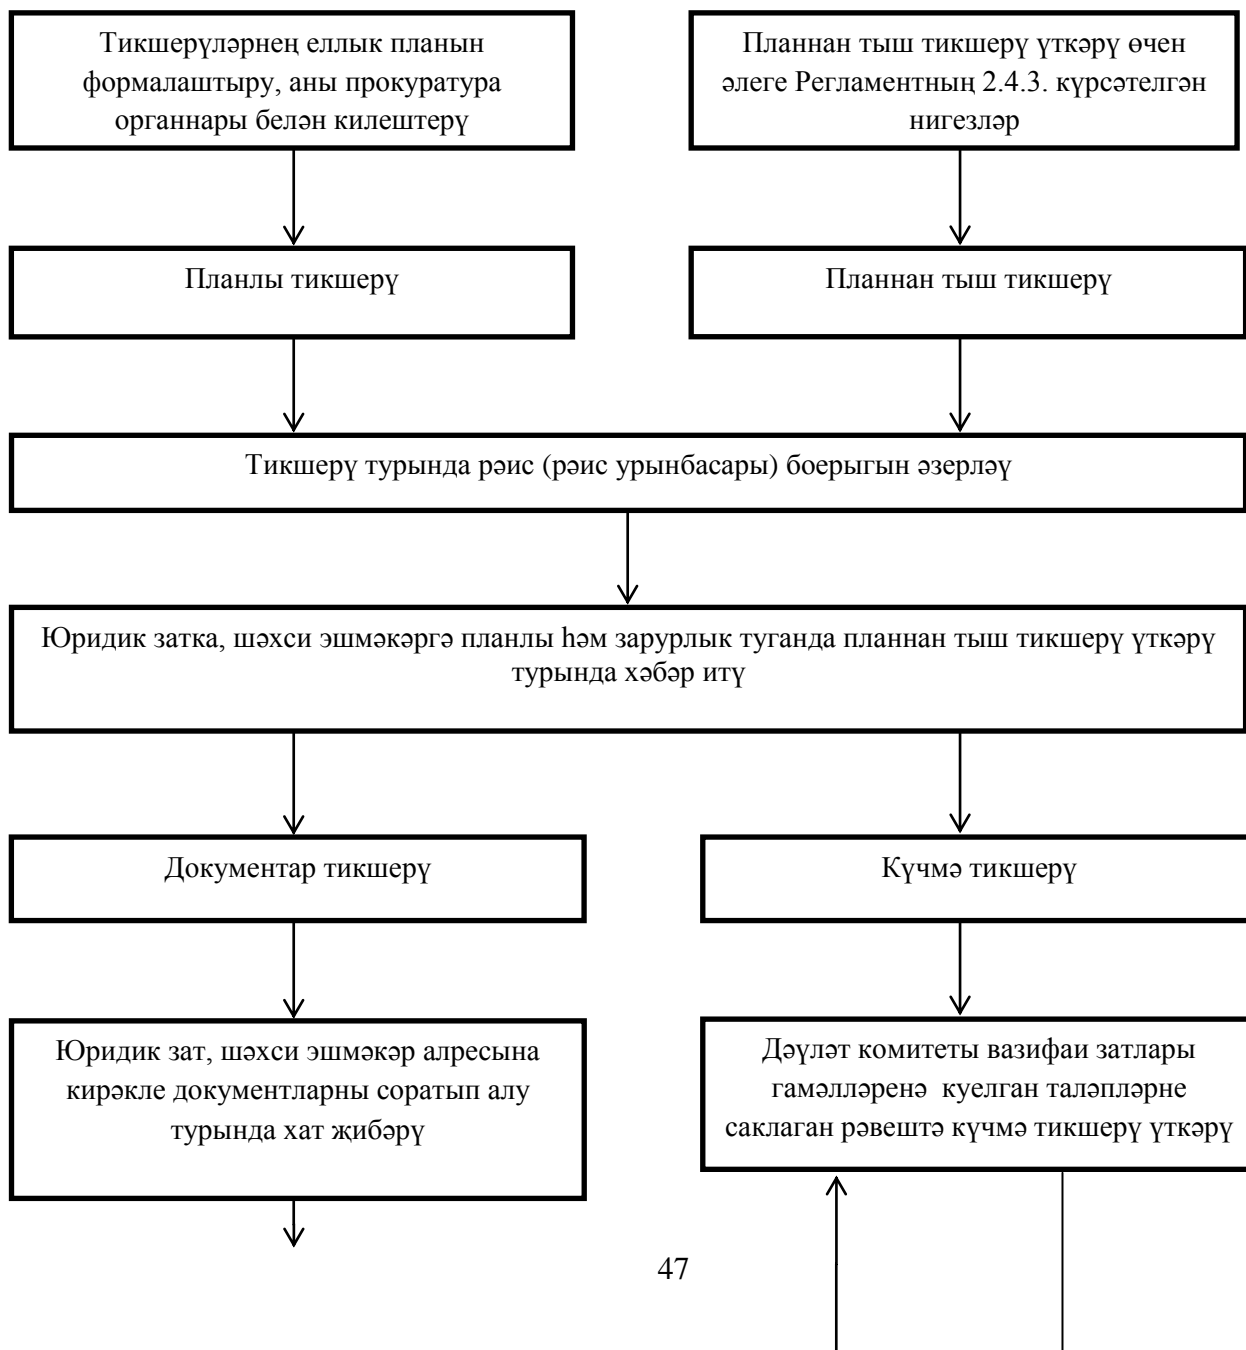 Тикшерүләрнең еллык планын
формалаштыру, аны прокуратура
органнары белән килештерү
Планнан тыш тикшерү үткәрү өчен
әлеге Регламентның 2.4.3. күрсәтелгән
нигезләр
Планлы тикшерү
Планнан тыш тикшерү
Тикшерү турында рәис (рәис урынбасары) боерыгын әзерләү
Юридик затка, шәхси эшмәкәргә планлы һәм зарурлык туганда планнан тыш тикшерү үткәрү
турында хәбәр итү
Документар тикшерү
Күчмә тикшерү
Юридик зат, шәхси эшмәкәр алресына
кирәкле документларны соратып алу
турында хат җибәрү
Дәүләт комитеты вазифаи затлары
гамәлләренә куелган таләпләрне
саклаган рәвештә күчмә тикшерү үткәрү
47